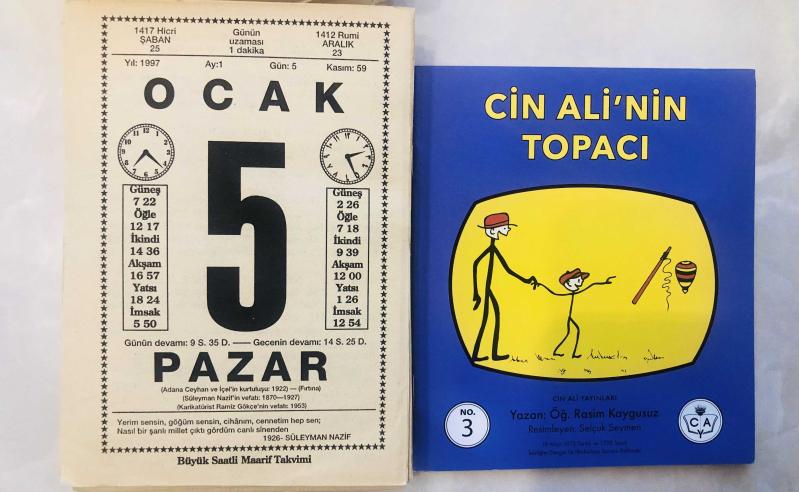 1417 Hicri
ŞABAN
25
Günün
uzaması
1 dakika
1412 Rumi
ARALIK
23
Yıl: 1997 Ay:1 Gün: 5 Kasım: 59
OCAK
5
Güneş
7 22
Öğle
12 17
İkindi
14 36
Akşam
16 57
Yatsı
18 24
İmsak
5 50
Güneş
2 26
Öğle
7 18
İkindi
9 39
Akşam
12 00
Yatsı
1 26
İmsak
12 54
Günün devamı: 9 S. 35 D. —— Gecenin devamı: 14 S. 25 D.
PAZAR
(Adana Ceyhan ve İçel'in kurtuluşu: 1922) — (Fırtına)
(Süleyman Nazif'in vefatı: 1870—1927)
(Karikatürist Ramiz Gökçe'nin vefatı: 1953)
Yerim sensin, göğüm sensin, cihânım, cennetim hep sen;
Nasıl bir şanlı millet çıktı gördüm canlı sînenden
1926- SÜLEYMAN NAZİF
Büyük Saatli Maarif Takvimi
CİN ALİ'NİN
TOPACI
CİN ALİ YAYINLARI
NO.
3
Yazan: Öğ. Rasim Kaygusuz
Resimleyen: Selçuk Seymen
C A